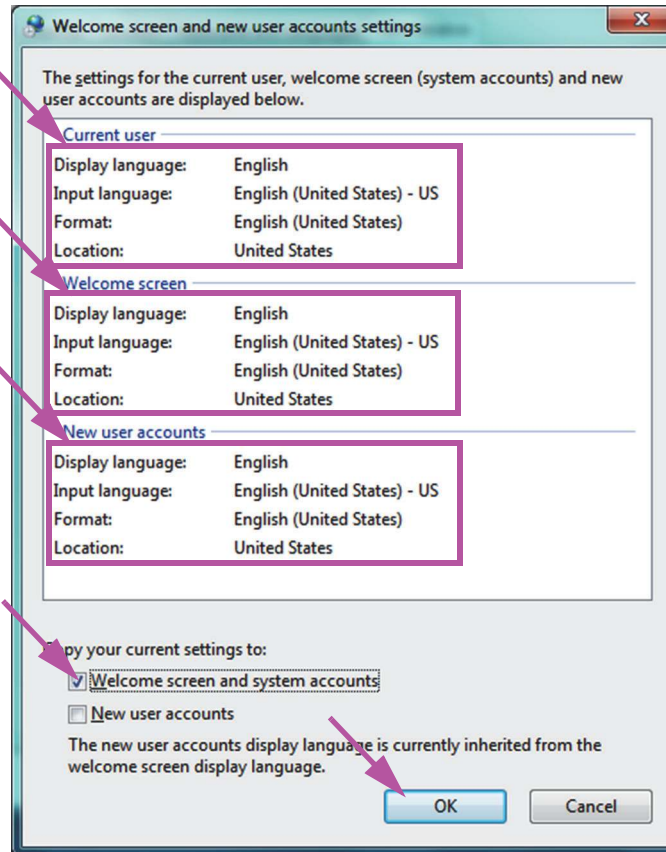 Welcome screen and new user accounts settings
The settings for the current user, welcome screen (system accounts) and new
user accounts are displayed below.
Current user
Display language: English
Input language: English (United States) - US
Format: English (United States)
Location: United States
Welcome screen
Display language: English
Input language: English (United States) - US
Format: English (United States)
Location: United States
New user accounts
Display language: English
Input language: English (United States) - US
Format: English (United States)
Location: United States
Copy your current settings to:
Welcome screen and system accounts
New user accounts
The new user accounts display language is currently inherited from the
welcome screen display language.
OK Cancel